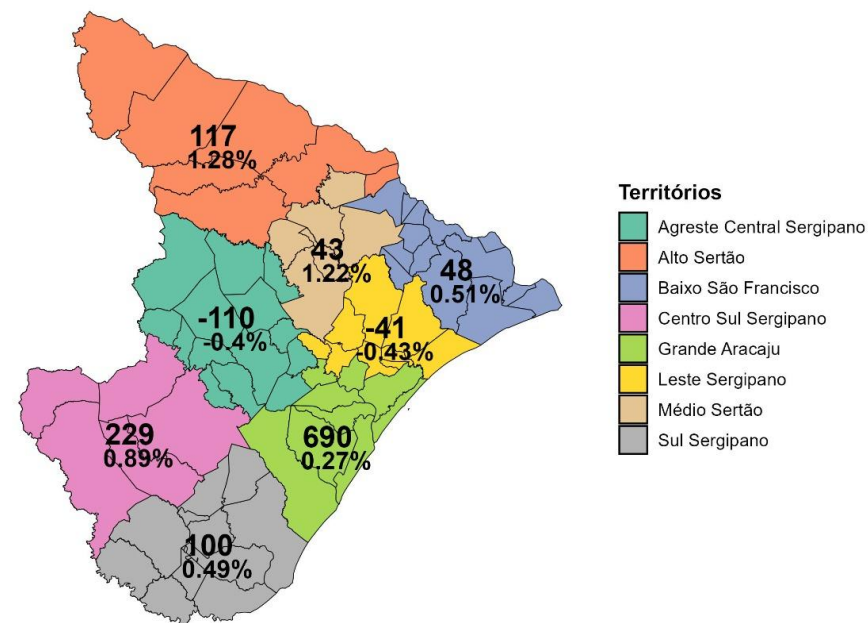 117
1.28%
43
1.22%
48
0.51%
-110
-0.4%
-41
-0.43%
229
0.89%
690
0.27%
100
0.49%
Territórios
Agreste Central Sergipano
Alto Sertão
Baixo São Francisco
Centro Sul Sergipano
Grande Aracaju
Leste Sergipano
Médio Sertão
Sul Sergipano